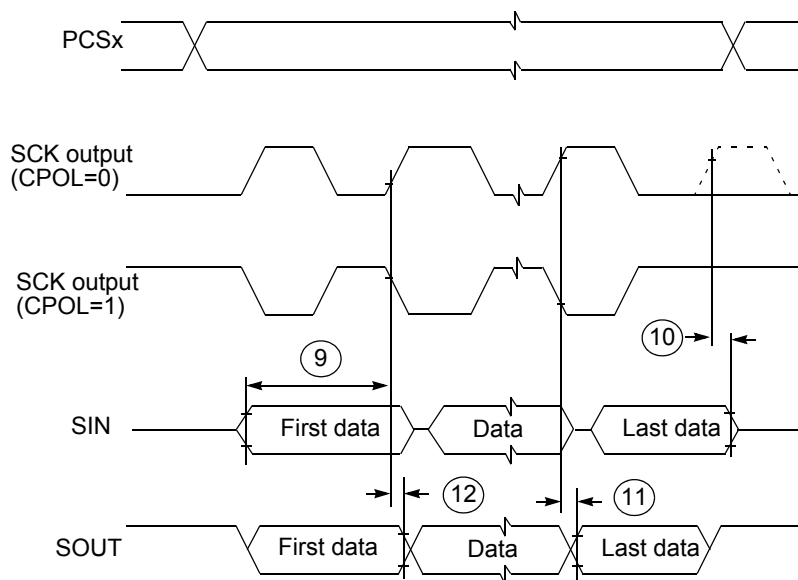 PCSx
SCK output
(CPOL=0)
SCK output
(CPOL=1)
10
9
SIN
First data
Data
Last data
12
11
SOUT
First data
Data
Last data